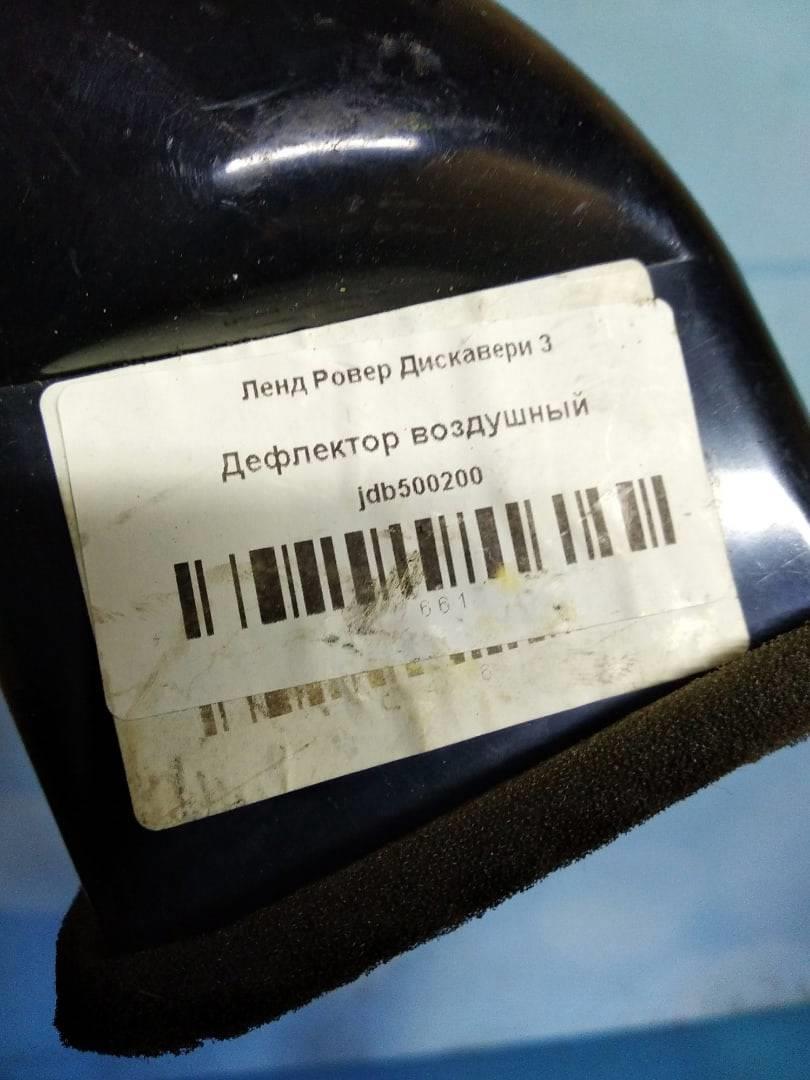 Ленд Ровер Дискавери 3
Дефлектор воздушный
jdb500200
661